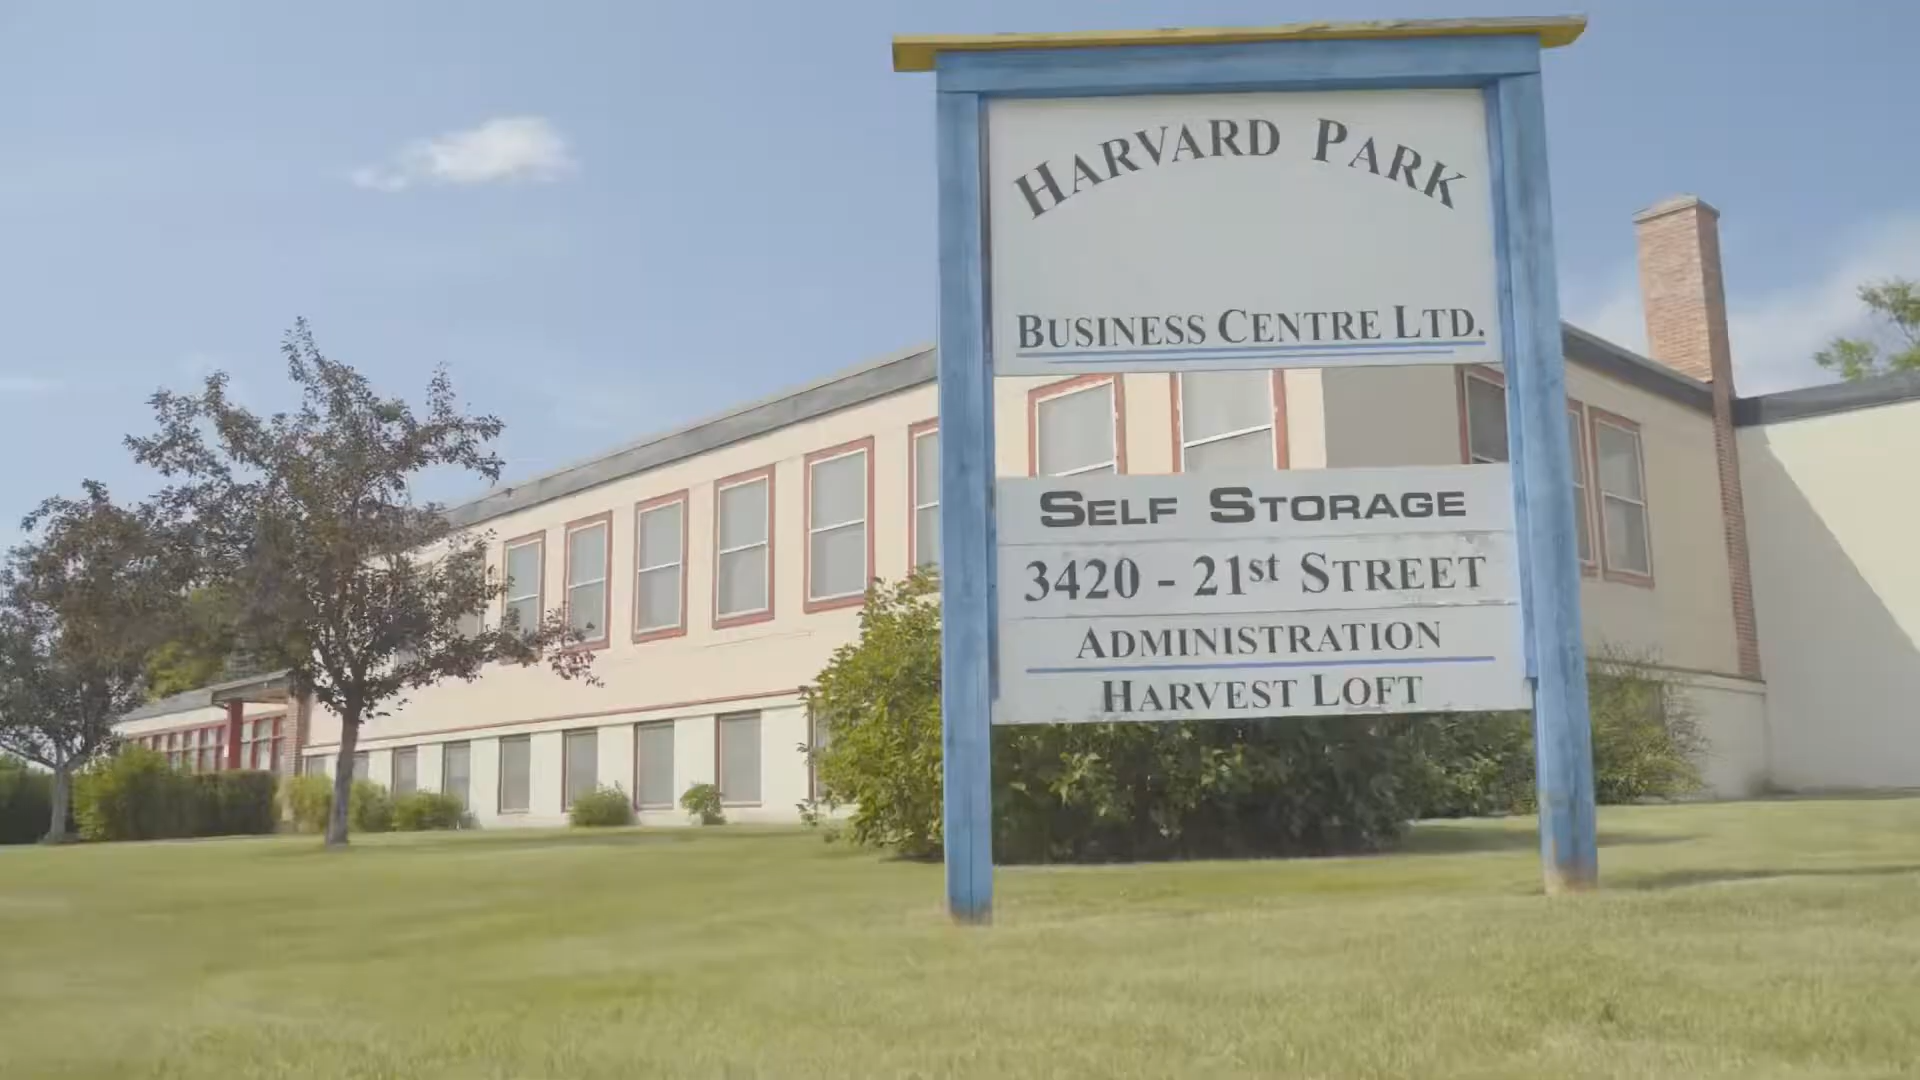 HARVARD PARK
BUSINESS CENTRE LTD.
SELF STORAGE
3420 - 21st STREET
ADMINISTRATION
HARVEST LOFT